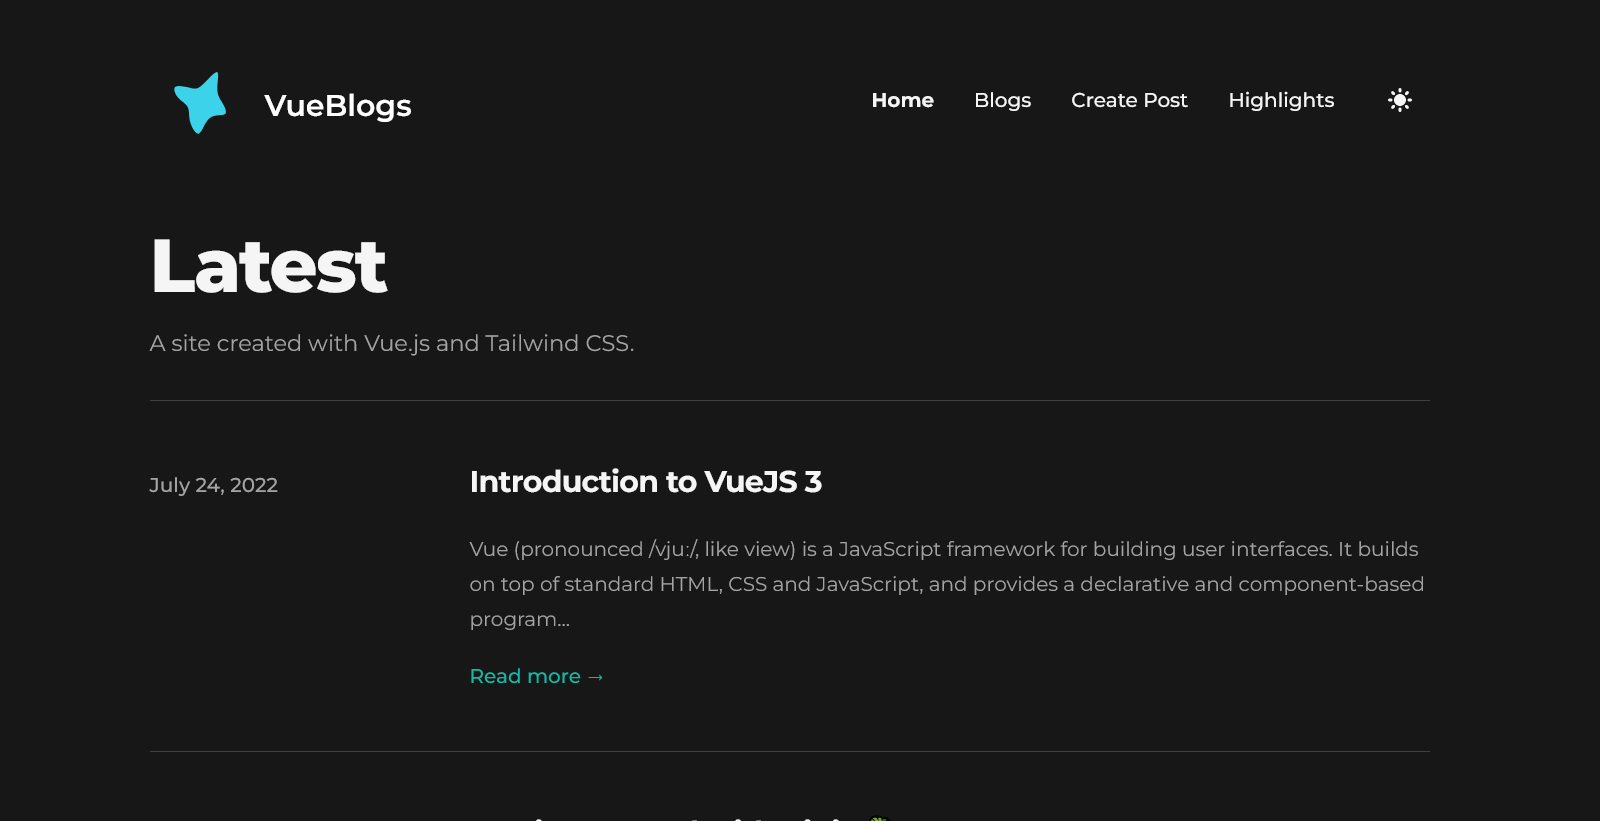 VueBlogs
Home Blogs Create Post Highlights
Latest
A site created with Vue.js and Tailwind CSS.
July 24, 2022
Introduction to VueJS 3
Vue (pronounced /vjuː/, like view) is a JavaScript framework for building user interfaces. It builds
on top of standard HTML, CSS and JavaScript, and provides a declarative and component-based
program...
Read more →